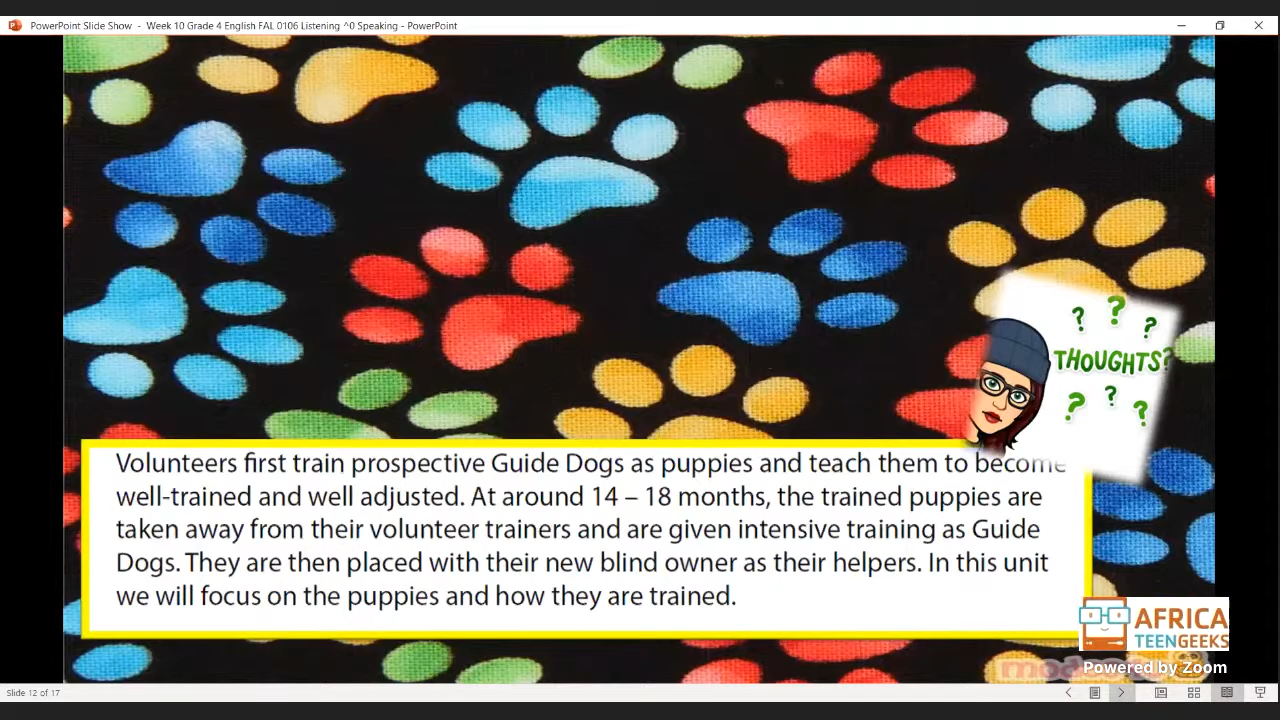 PowerPoint Slide Show - Week 10 Grade 4 English FAL 0106 Listening ^0 Speaking - PowerPoint
? ? ?
THOUGHTS?
? ? ?
Volunteers first train prospective Guide Dogs as puppies and teach them to become
well-trained and well adjusted. At around 14 – 18 months, the trained puppies are
taken away from their volunteer trainers and are given intensive training as Guide
Dogs. They are then placed with their new blind owner as their helpers. In this unit
we will focus on the puppies and how they are trained.
AFRICA
TEENGEEKS
Powered by Zoom
Slide 12 of 17